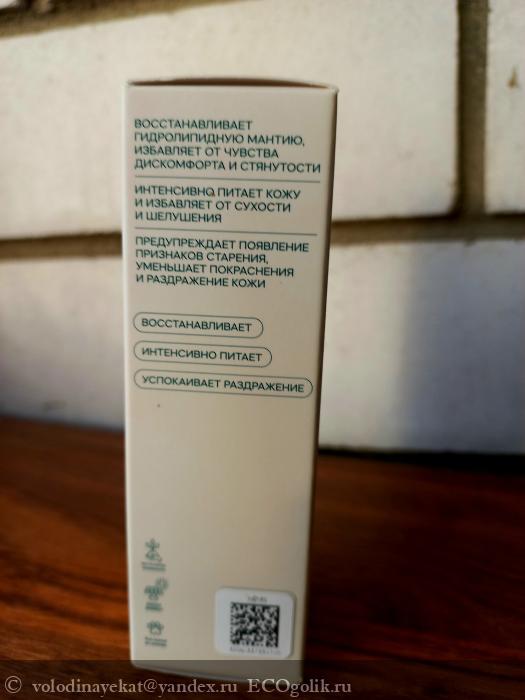 ВОССТАНАВЛИВАЕТ
ГИДРОЛИПИДНУЮ МАНТИЮ,
ИЗБАВЛЯЕТ ОТ ЧУВСТВА
ДИСКОМФОРТА И СТЯНУТОСТИ
ИНТЕНСИВНО ПИТАЕТ КОЖУ
И ИЗБАВЛЯЕТ ОТ СУХОСТИ
И ШЕЛУШЕНИЯ
ПРЕДУПРЕЖДАЕТ ПОЯВЛЕНИЕ
ПРИЗНАКОВ СТАРЕНИЯ,
УМЕНЬШАЕТ ПОКРАСНЕНИЯ
И РАЗДРАЖЕНИЕ КОЖИ
ВОССТАНАВЛИВАЕТ
ИНТЕНСИВНО ПИТАЕТ
УСПОКАИВАЕТ РАЗДРАЖЕНИЕ
© volodinayekat@yandex.ru ECOgolik.ru